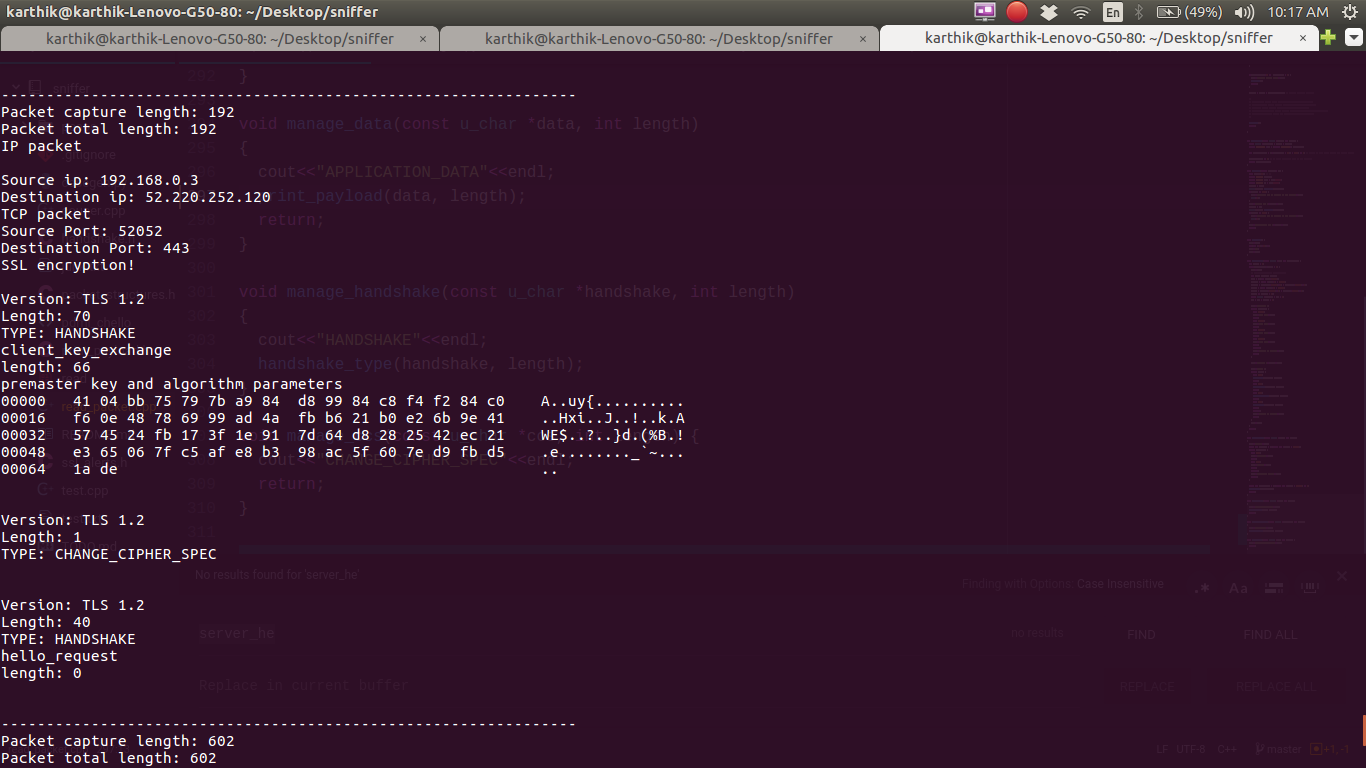 karthik@karthik-Lenovo-G50-80: ~/Desktop/sniffer
En (49%) 10:17 AM
karthik@karthik-Lenovo-G50-80: ~/Desktop/sniffer × karthik@karthik-Lenovo-G50-80: ~/Desktop/sniffer × karthik@karthik-Lenovo-G50-80: ~/Desktop/sniffer ×
----------------------------------------------------------------
Packet capture length: 192
Packet total length: 192
IP packet
Source ip: 192.168.0.3
Destination ip: 52.220.252.120
TCP packet
Source Port: 52052
Destination Port: 443
SSL encryption!
Version: TLS 1.2
Length: 70
TYPE: HANDSHAKE
client_key_exchange
length: 66
premaster key and algorithm parameters
00000   41 04 bb 75 79 7b a9 84  d8 99 84 c8 f4 f2 84 c0    A..uy{..........
00016   f6 0e 48 78 69 99 ad 4a  fb b6 21 b0 e2 6b 9e 41    ..Hxi..J..!..k.A
00032   57 45 24 fb 17 3f 1e 91  7d 64 d8 28 25 42 ec 21    WE$..?..}d.(%B.!
00048   e3 65 06 7f c5 af e8 b3  98 ac 5f 60 7e d9 fb d5    .e........_`~...
00064   1a de                                               ..
Version: TLS 1.2
Length: 1
TYPE: CHANGE_CIPHER_SPEC
Version: TLS 1.2
Length: 40
TYPE: HANDSHAKE
hello_request
length: 0
----------------------------------------------------------------
Packet capture length: 602
Packet total length: 602
void manage_data(const u_char *data, int length)
{
cout<<"APPLICATION_DATA"<<endl;
print_payload(data, length);
return;
}
void manage_handshake(const u_char *handshake, int length)
{
cout<<"HANDSHAKE"<<endl;
handshake_type(handshake, length);
cout<<"CHANGE_CIPHER_SPEC"<<endl;
return;
}
test.cpp
No results found for 'server_he'
Finding with Options: Case Insensitive
Aa
server_he
no results
FIND
FIND ALL
Replace in current buffer
REPLACE
REPLACE ALL
LF UTF-8 C++ master +1, -1